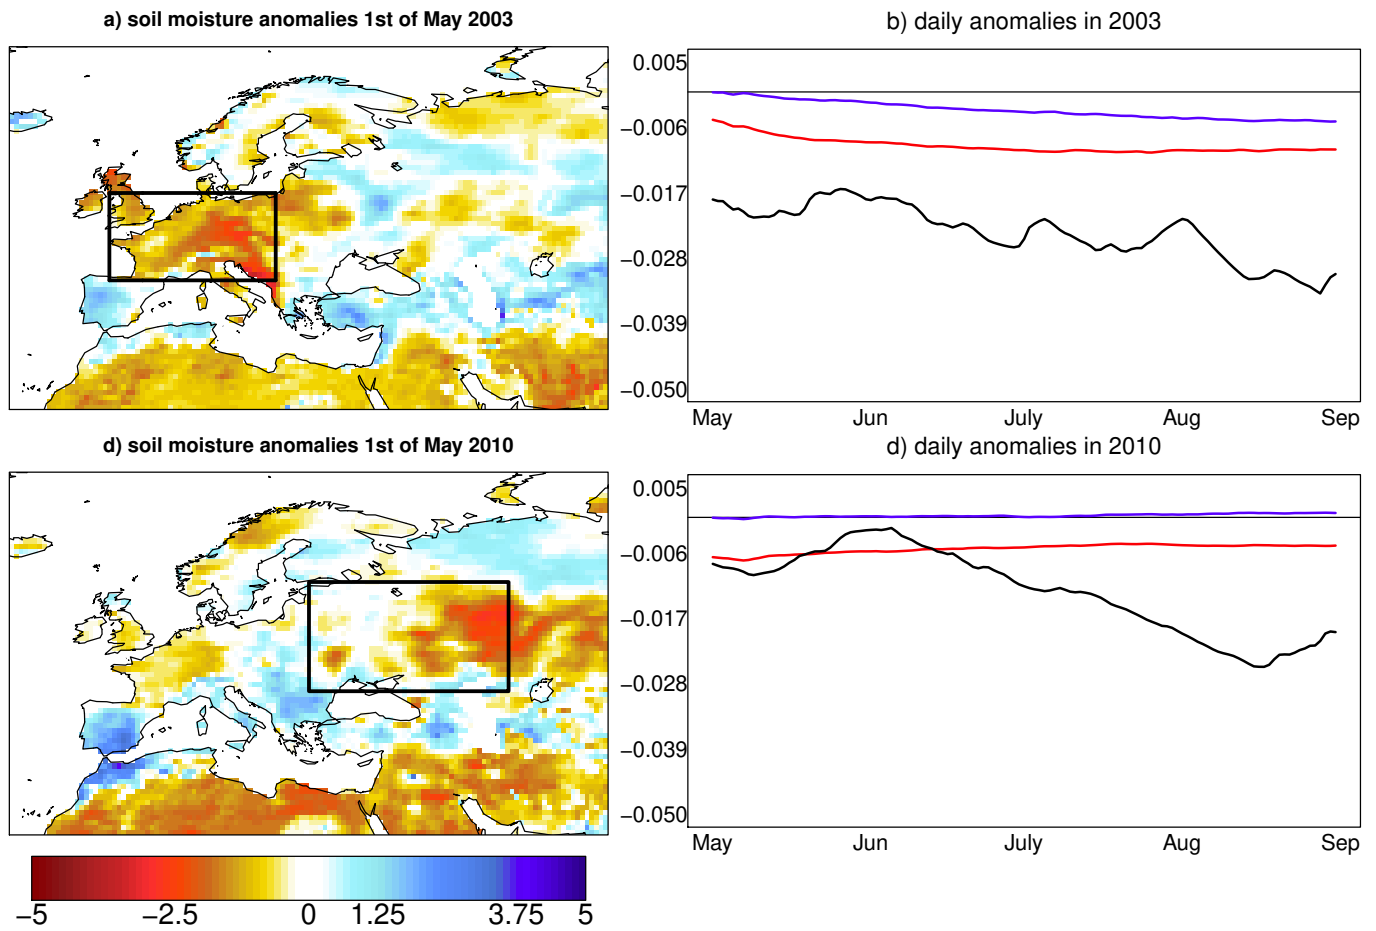 a) soil moisture anomalies 1st of May 2003
b) daily anomalies in 2003
0.005
−0.006
−0.017
−0.028
−0.039
−0.050
May Jun July Aug Sep
d) soil moisture anomalies 1st of May 2010
d) daily anomalies in 2010
0.005
−0.006
−0.017
−0.028
−0.039
−0.050
May Jun July Aug Sep
−5 −2.5 0 1.25 3.75 5